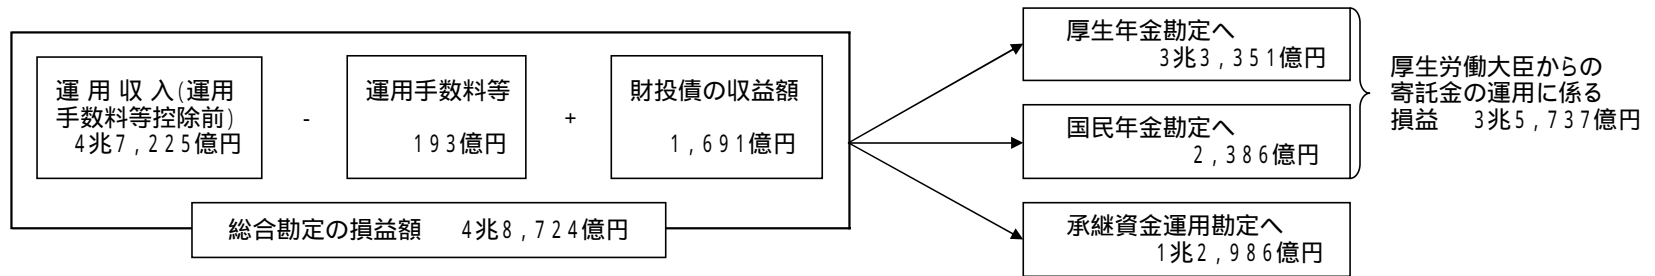 運用収入(運用
手数料等控除前)
4兆7,225億円
-
運用手数料等
193億円
+
財投債の収益額
1,691億円
総合勘定の損益額 4兆8,724億円
厚生年金勘定へ
3兆3,351億円
国民年金勘定へ
2,386億円
承継資金運用勘定へ
1兆2,986億円
厚生労働大臣からの
寄託金の運用に係る
損益 3兆5,737億円